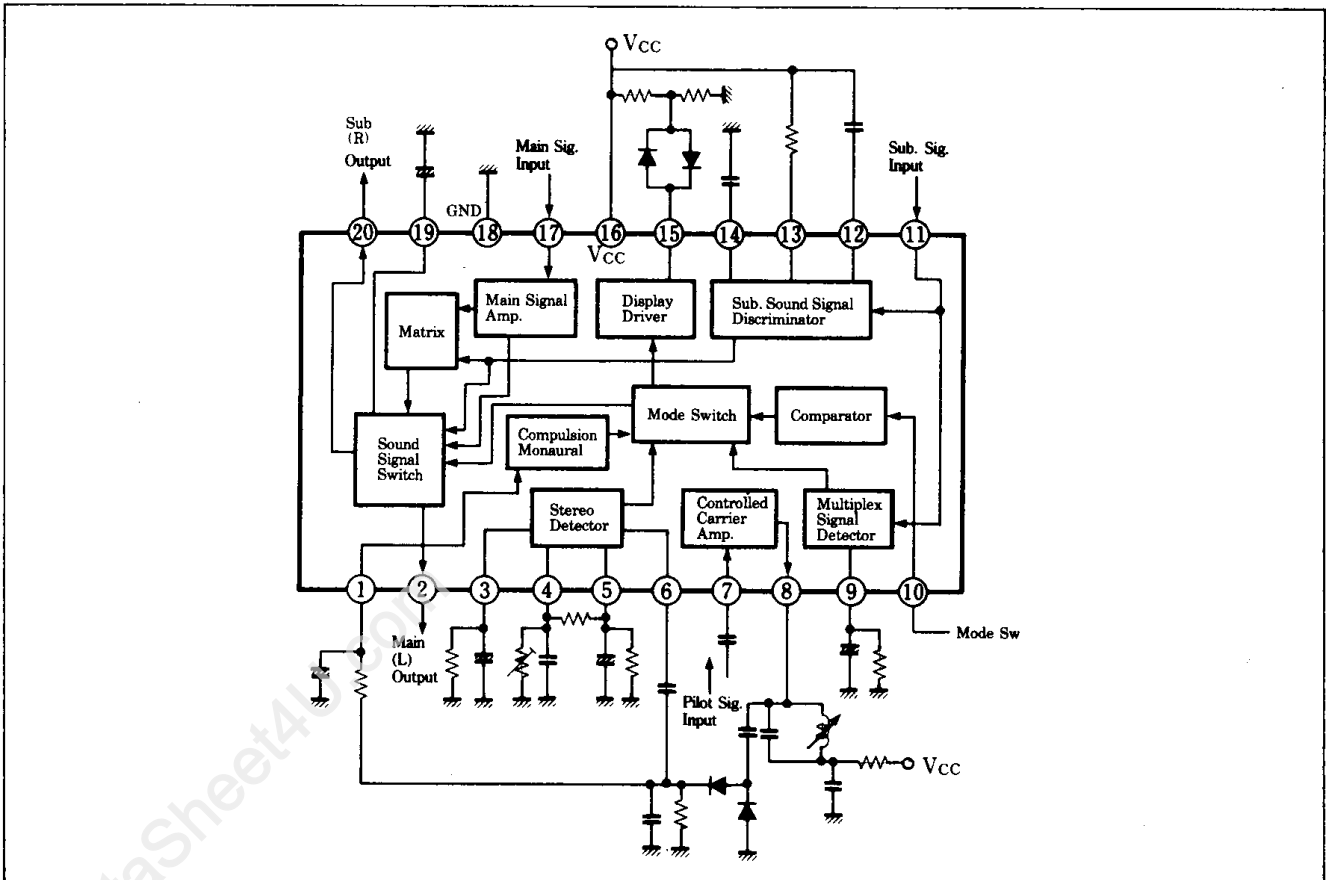 VCC
Sub
(R)
Output
Main Sig.
Input
Sub. Sig.
Input
GND
20
19
18
17
16
15
14
13
12
11
VCC
Main Signal
Amp.
Display
Driver
Sub. Sound Signal
Discriminator
Matrix
Mode Switch
Comparator
Sound
Signal
Switch
Compulsion
Monaural
Stereo
Detector
Controlled
Carrier
Amp.
Multiplex
Signal
Detector
1
2
3
4
5
6
7
8
9
10
Mode Sw
Main
(L)
Output
Pilot Sig.
Input
VCC
taSheet4U.com